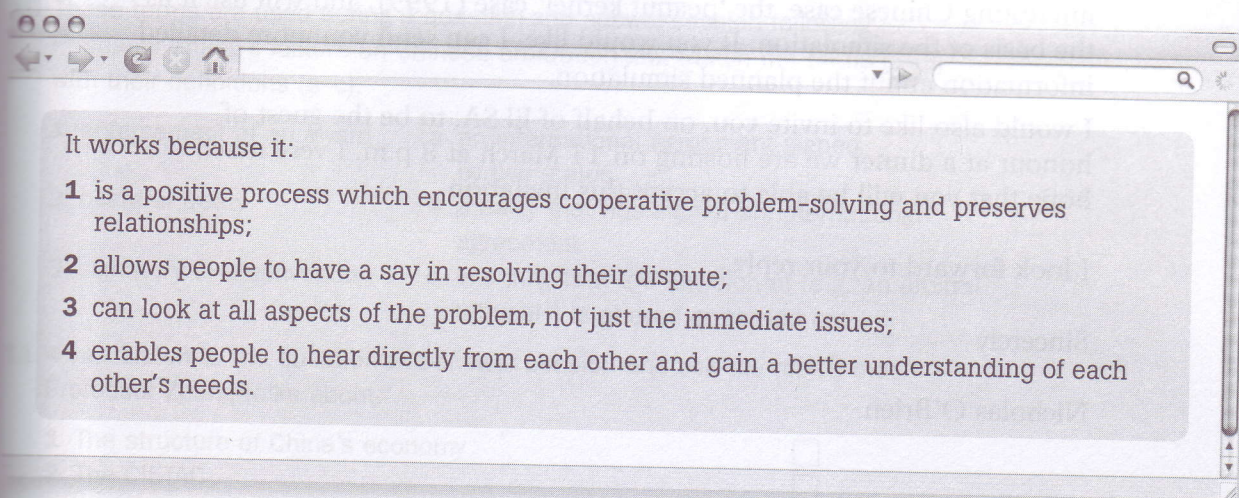 It works because it:
1 is a positive process which encourages cooperative problem-solving and preserves
relationships;
2 allows people to have a say in resolving their dispute;
3 can look at all aspects of the problem, not just the immediate issues;
4 enables people to hear directly from each other and gain a better understanding of each
other's needs.